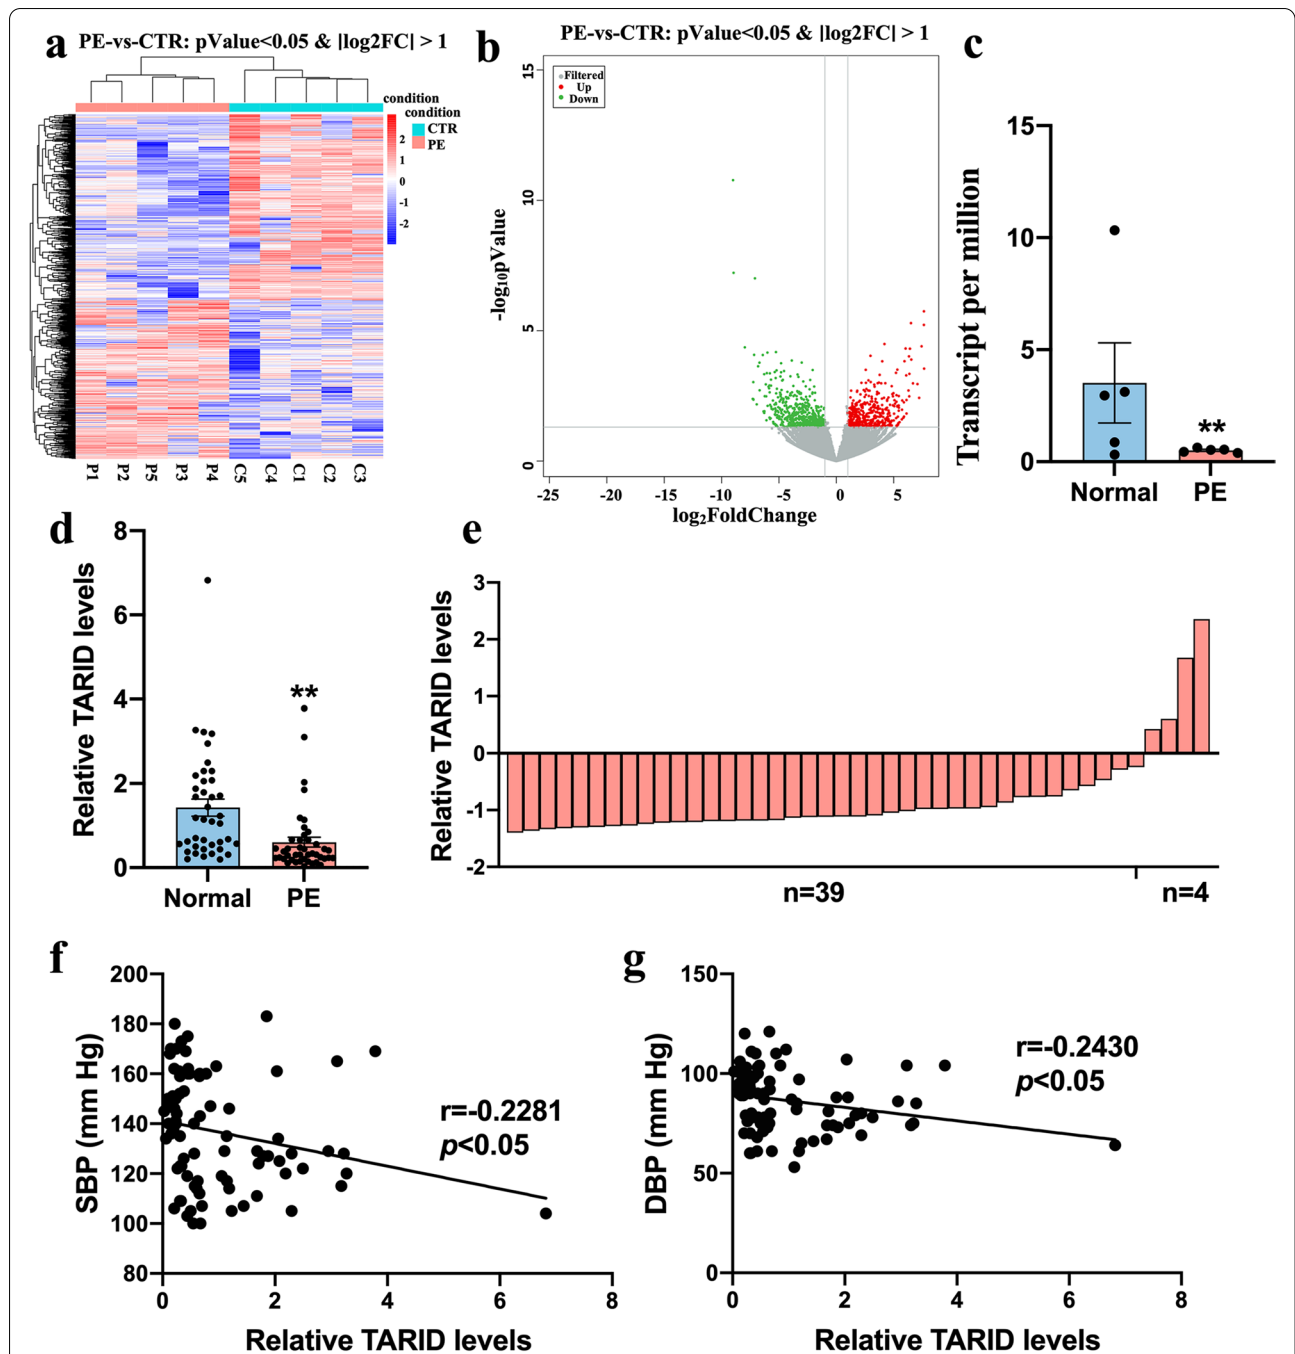 a
PE-vs-CTR: pValue<0.05 & |log2FC| > 1
condition
condition
CTR
PE
2
1
0
-1
-2
P1 P2 P5 P3 P4 C5 C4 C1 C2 C3
b
PE-vs-CTR: pValue<0.05 & |log2FC| > 1
Filtered
Up
Down
-log10pValue
15
10
5
0
-25 -20 -15 -10 -5 0 5
log2FoldChange
c
Transcript per million
15
10
5
0
**
Normal PE
d
Relative TARID levels
8
6
4
2
0
**
Normal PE
e
Relative TARID levels
3
2
1
0
-1
-2
n=39 n=4
f
SBP (mm Hg)
200
180
160
140
120
100
80
r=-0.2281
p<0.05
0 2 4 6 8
Relative TARID levels
g
DBP (mm Hg)
150
100
50
0
r=-0.2430
p<0.05
0 2 4 6 8
Relative TARID levels